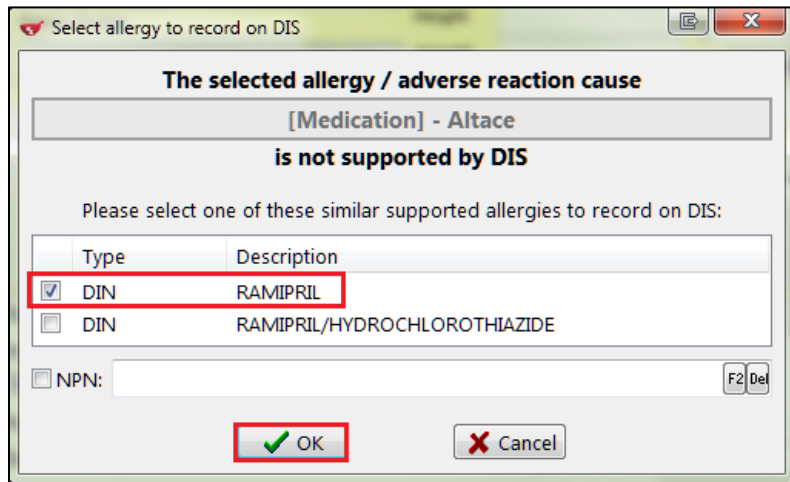 Select allergy to record on DIS
The selected allergy / adverse reaction cause
[Medication] - Altace
is not supported by DIS
Please select one of these similar supported allergies to record on DIS:
Type Description
DIN RAMIPRIL
DIN RAMIPRIL/HYDROCHLOROTHIAZIDE
NPN: F2 Del
OK Cancel